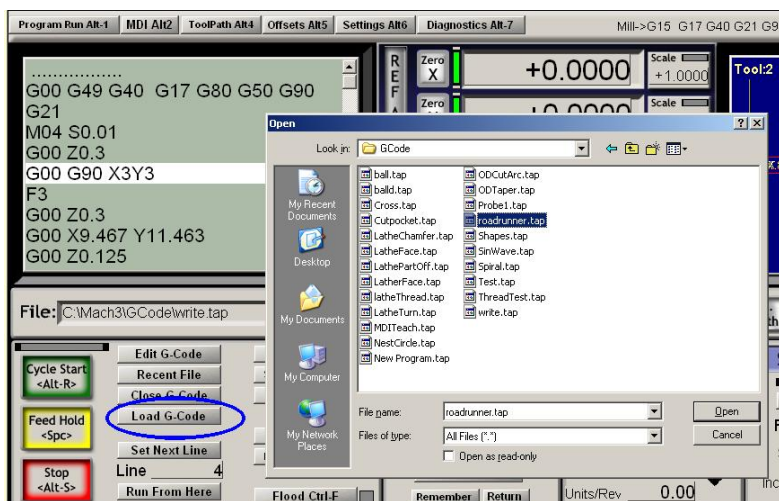 Program Run Alt-1
MDI Alt2
ToolPath Alt4
Offsets Alt5
Settings Alt6
Diagnostics Alt-7
Mill->G15 G17 G40 G21 G9
..................
G00 G49 G40 G17 G80 G50 G90
G21
M04 S0.01
G00 Z0.3
G00 G90 X3Y3
F3
G00 Z0.3
G00 X9.467 Y11.463
G00 Z0.125
R
E
F
Zero
X
+0.0000
Scale
+1.0000
Tool:2
Zero
Scale
Open
Look in:
GCode
My Recent
Documents
Desktop
My Documents
My Computer
My Network
Places
ball.tap
balld.tap
Cross.tap
Cutpocket.tap
LatheChamfer.tap
LatheFace.tap
LathePartOff.tap
LatherFace.tap
latheThread.tap
LatheTurn.tap
MDITeach.tap
NestCircle.tap
New Program.tap
ODCutArc.tap
ODTaper.tap
Probe1.tap
roadrunner.tap
Shapes.tap
SinWave.tap
Spiral.tap
Test.tap
ThreadTest.tap
write.tap
File name:
roadrunner.tap
Open
Files of type:
All Files (*.*)
Cancel
Open as read-only
File:
C:\Mach3\GCode\write.tap
Cycle Start
<Alt-R>
Feed Hold
<Spc>
Stop
<Alt-S>
Edit G-Code
Recent File
Close G-Code
Load G-Code
Set Next Line
Line 4
Run From Here
Flood Ctrl-F
Remember
Return
Units/Rev
0.00